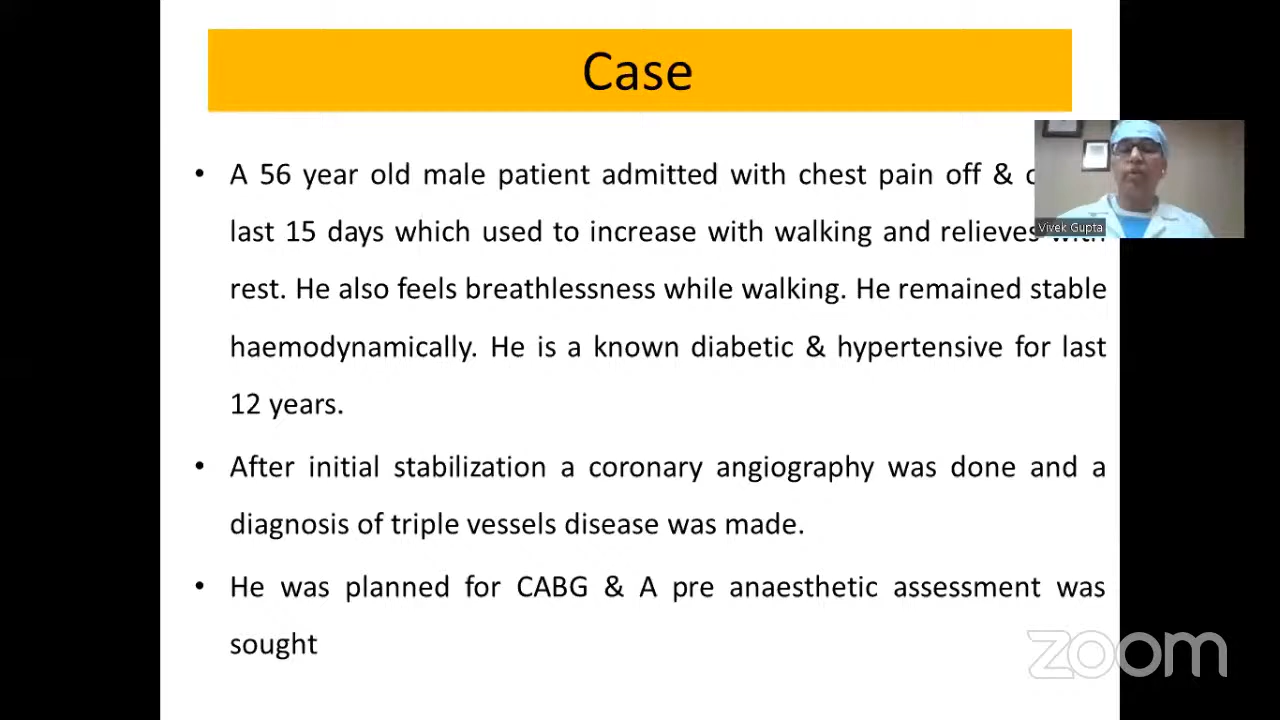 Case
• A 56 year old male patient admitted with chest pain off &
last 15 days which used to increase with walking and relieves with
rest. He also feels breathlessness while walking. He remained stable
haemodynamically. He is a known diabetic & hypertensive for last
12 years.
• After initial stabilization a coronary angiography was done and a
diagnosis of triple vessels disease was made.
• He was planned for CABG & A pre anaesthetic assessment was
sought
Vivek Gupta
zoom